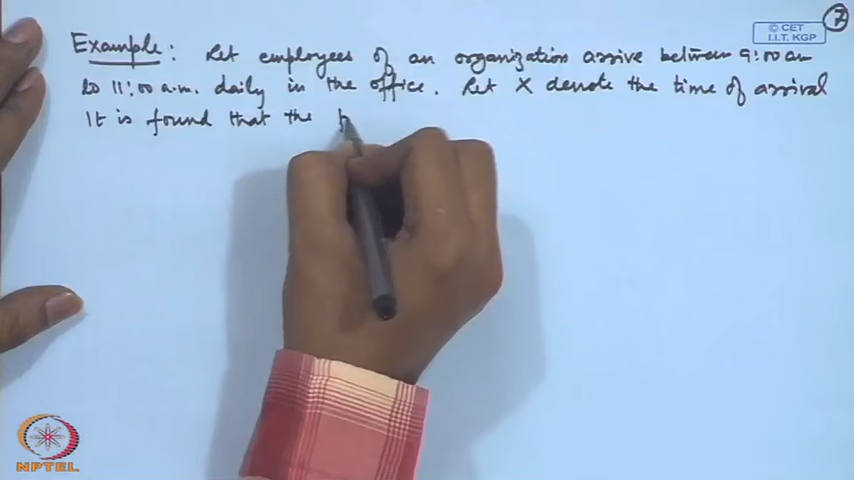 © CET
I.I.T. KGP
7
Example: Let employees of an organization arrive between 9:00 am
to 11:00 a.m. daily in the office. Let X denote the time of arrival
It is found that the
NPTEL